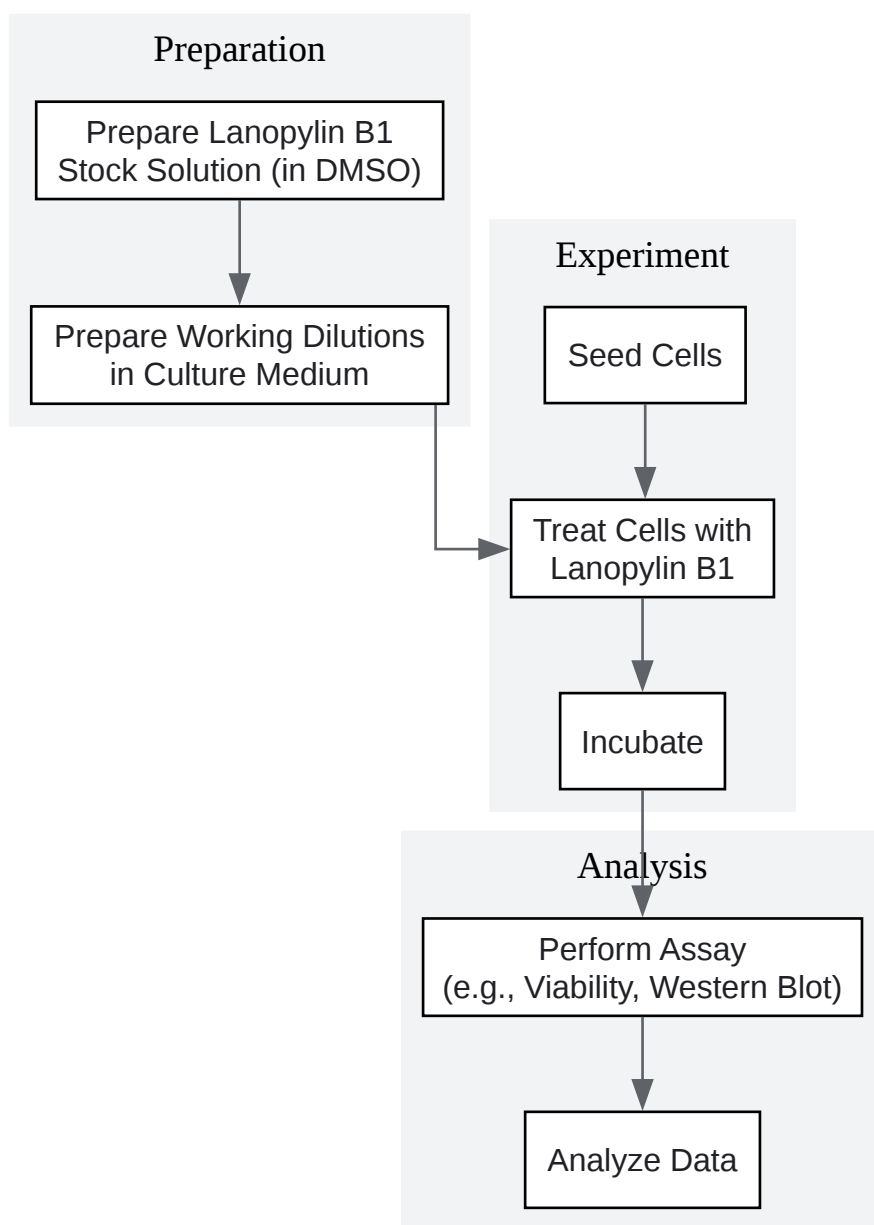 Preparation
Prepare Lanopylin B1
Stock Solution (in DMSO)
Prepare Working Dilutions
in Culture Medium
Experiment
Seed Cells
Treat Cells with
Lanopylin B1
Incubate
Analysis
Perform Assay
(e.g., Viability, Western Blot)
Analyze Data